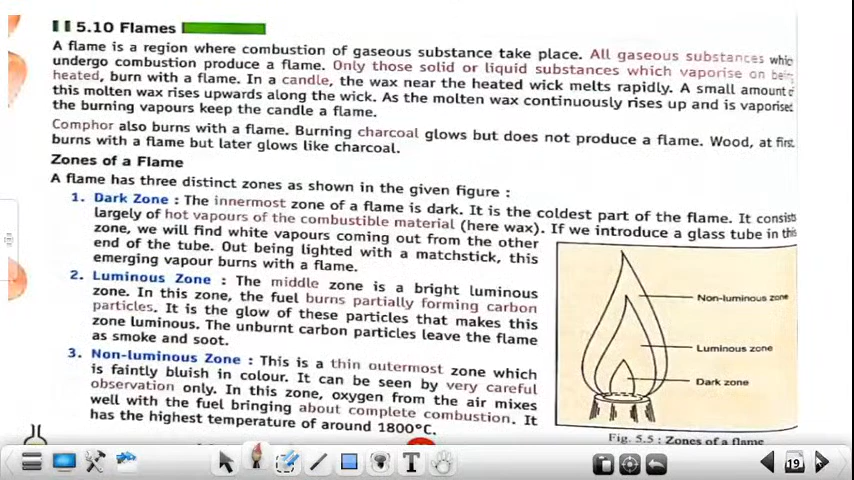 5.10 Flames
A flame is a region where combustion of gaseous substance take place. All gaseous substances whic
undergo combustion produce a flame. Only those solid or liquid substances which vaporise on being
heated, burn with a flame. In a candle, the wax near the heated wick melts rapidly. A small amount
this molten wax rises upwards along the wick. As the molten wax continuously rises up and is vaporised
the burning vapours keep the candle a flame.
Comphor also burns with a flame. Burning charcoal glows but does not produce a flame. Wood, at first
burns with a flame but later glows like charcoal.
Zones of a Flame
A flame has three distinct zones as shown in the given figure :
1. Dark Zone : The innermost zone of a flame is dark. It is the coldest part of the flame. It consists
largely of hot vapours of the combustible material (here wax). If we introduce a glass tube in this
zone, we will find white vapours coming out from the other
end of the tube. Out being lighted with a matchstick, this
emerging vapour burns with a flame.
2. Luminous Zone : The middle zone is a bright luminous
zone. In this zone, the fuel burns partially forming carbon
particles. It is the glow of these particles that makes this
zone luminous. The unburnt carbon particles leave the flame
as smoke and soot.
3. Non-luminous Zone : This is a thin outermost zone which
is faintly bluish in colour. It can be seen by very careful
observation only. In this zone, oxygen from the air mixes
well with the fuel bringing about complete combustion. It
has the highest temperature of around 1800°C.
Non-luminous zone
Luminous zone
Dark zone
Fig. 5.5 : Zones of a flame
T
19